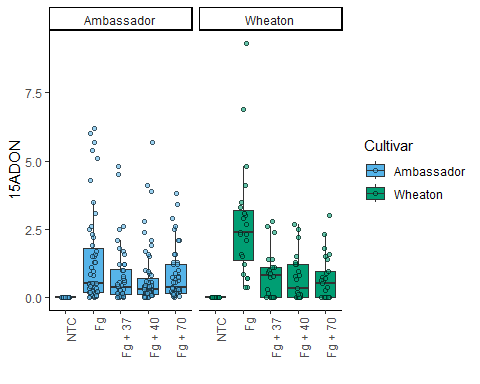 Ambassador Wheaton
15ADON
7.5
5.0
2.5
0.0
NTC Fg Fg + 37 Fg + 40 Fg + 70 NTC Fg Fg + 37 Fg + 40 Fg + 70
Cultivar
Ambassador
Wheaton